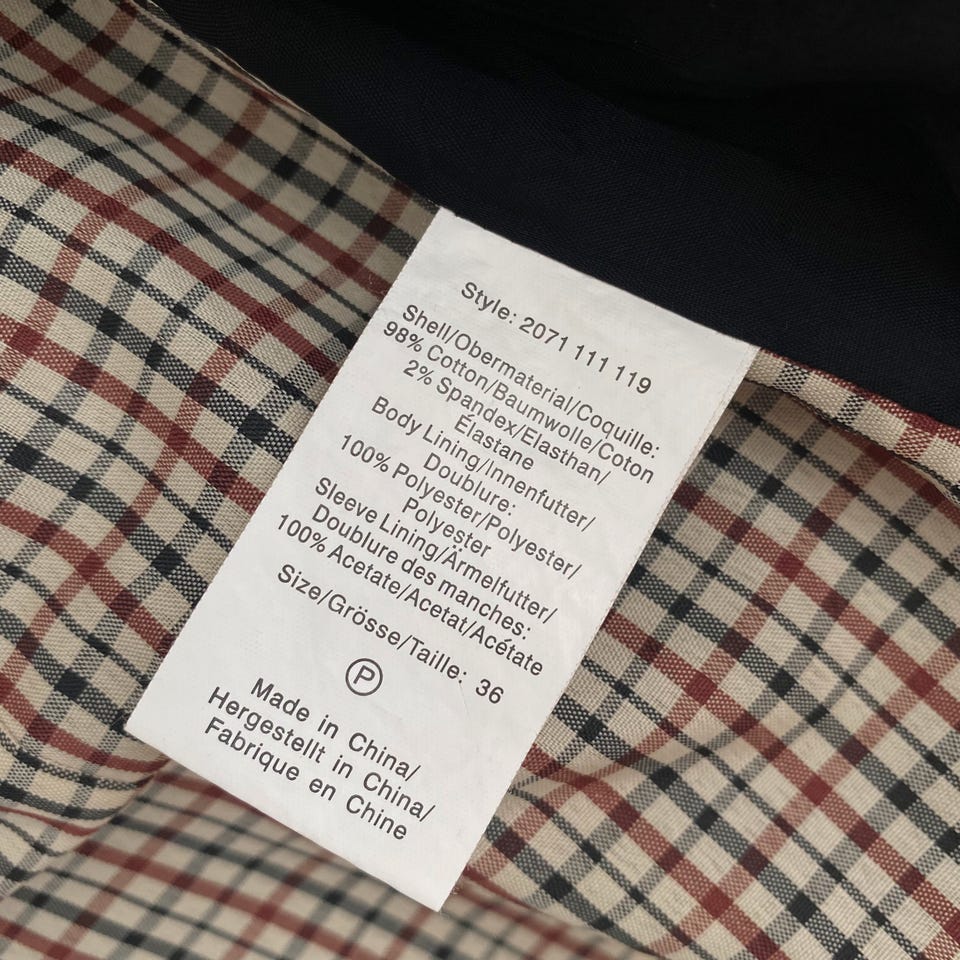 Style: 2071 111 119
Shell/Obermaterial/Coquille:
98% Cotton/Baumwolle/Coton
2% Spandex/Elasthan/
Élastane
Body Lining/Innenfutter/
Doublure:
100% Polyester/Polyester/
Polyester
Sleeve Lining/Ärmelfutter/
Doublure des manches:
100% Acetate/Acetat/Acétate
Size/Grösse/Taille: 36
P
Made in China/
Hergestellt in China/
Fabrique en Chine